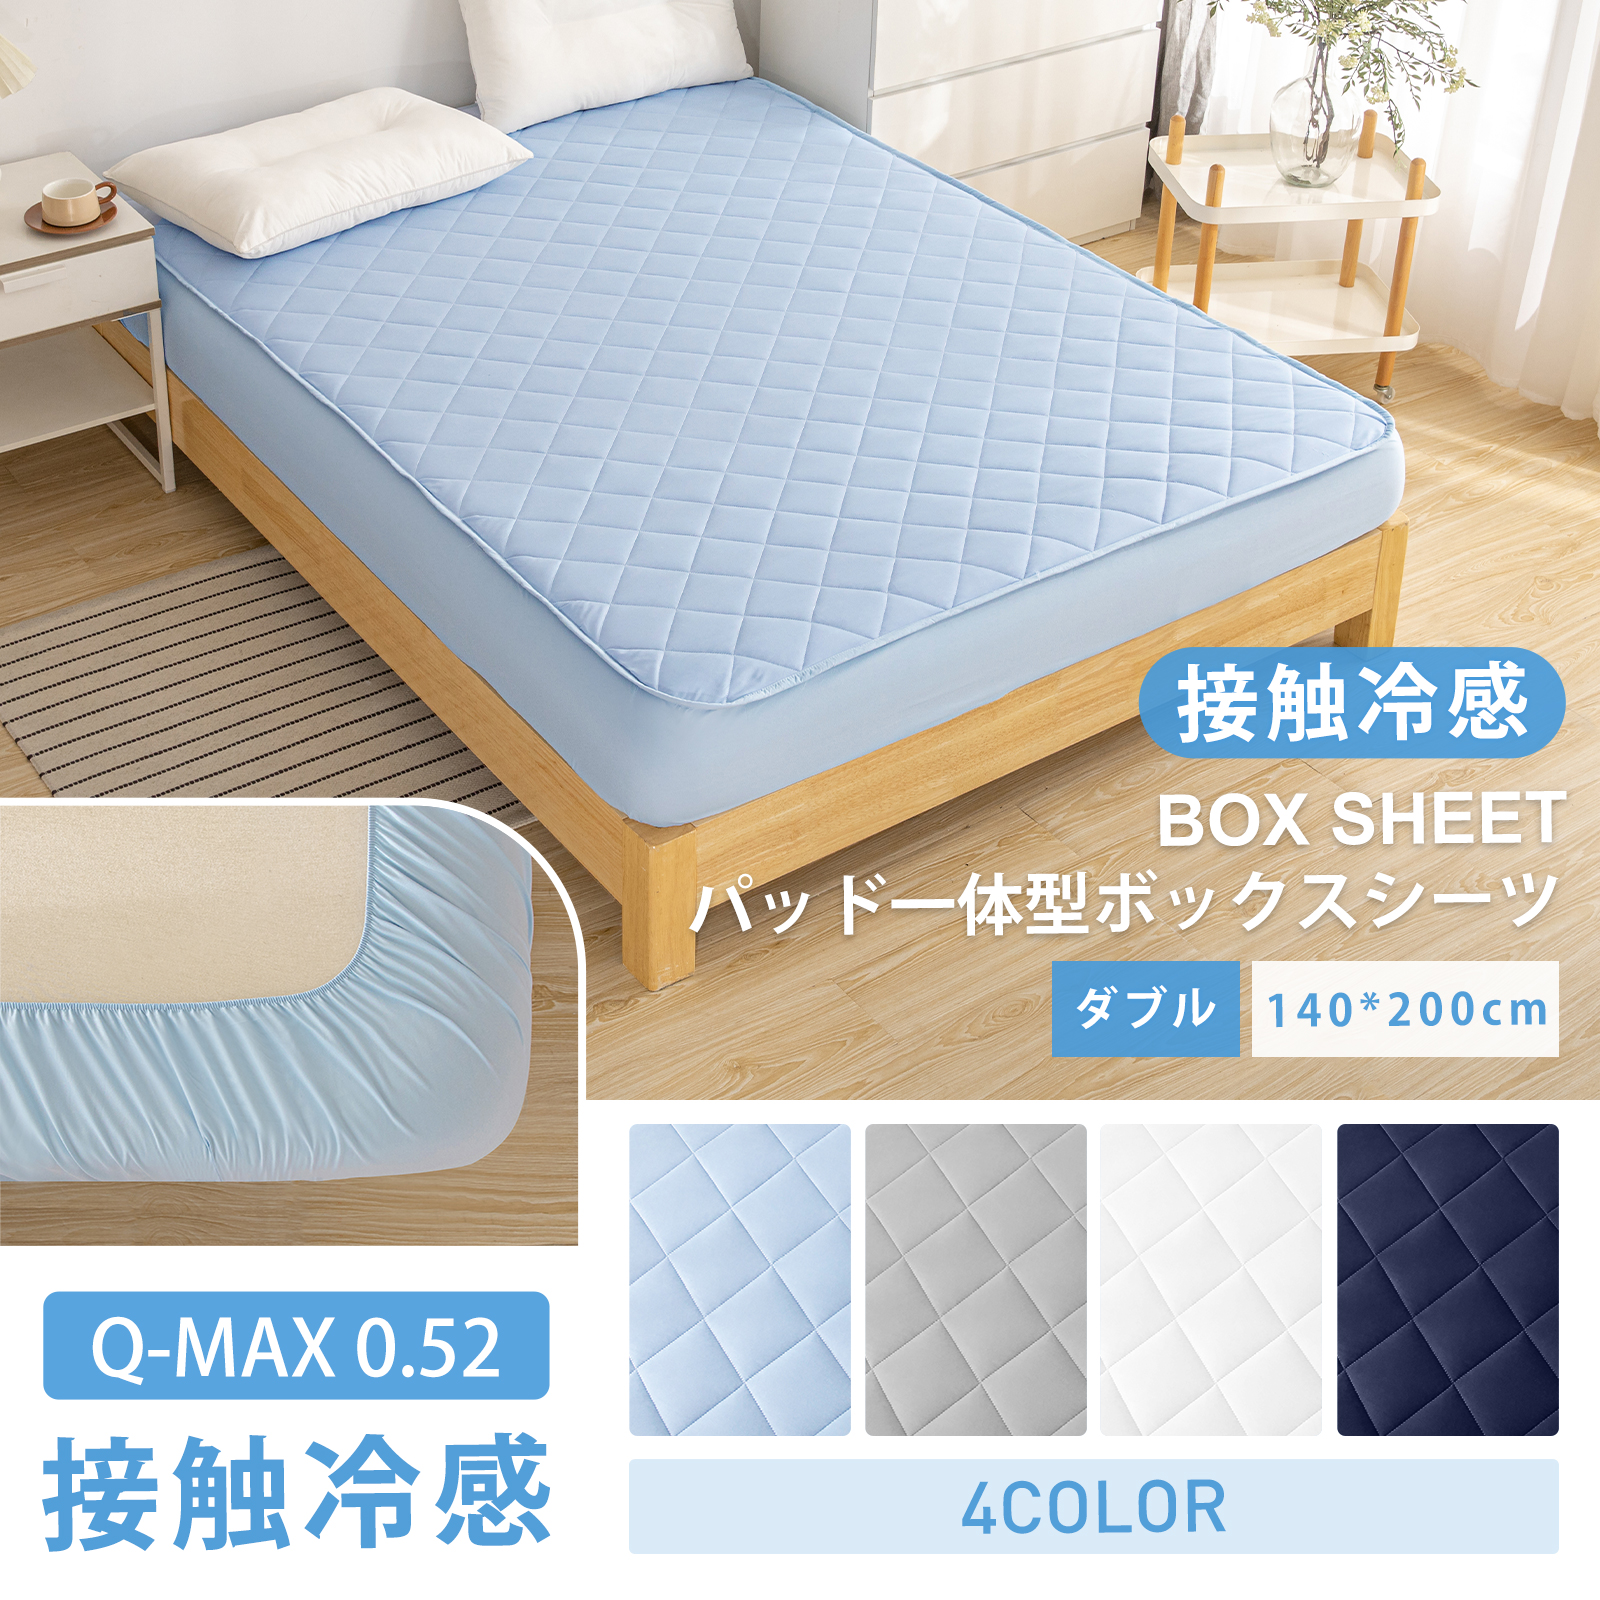 接触冷感
BOX SHEET
パッド一体型ボックスシーツ
ダブル 140*200cm
Q-MAX 0.52
接触冷感
4COLOR